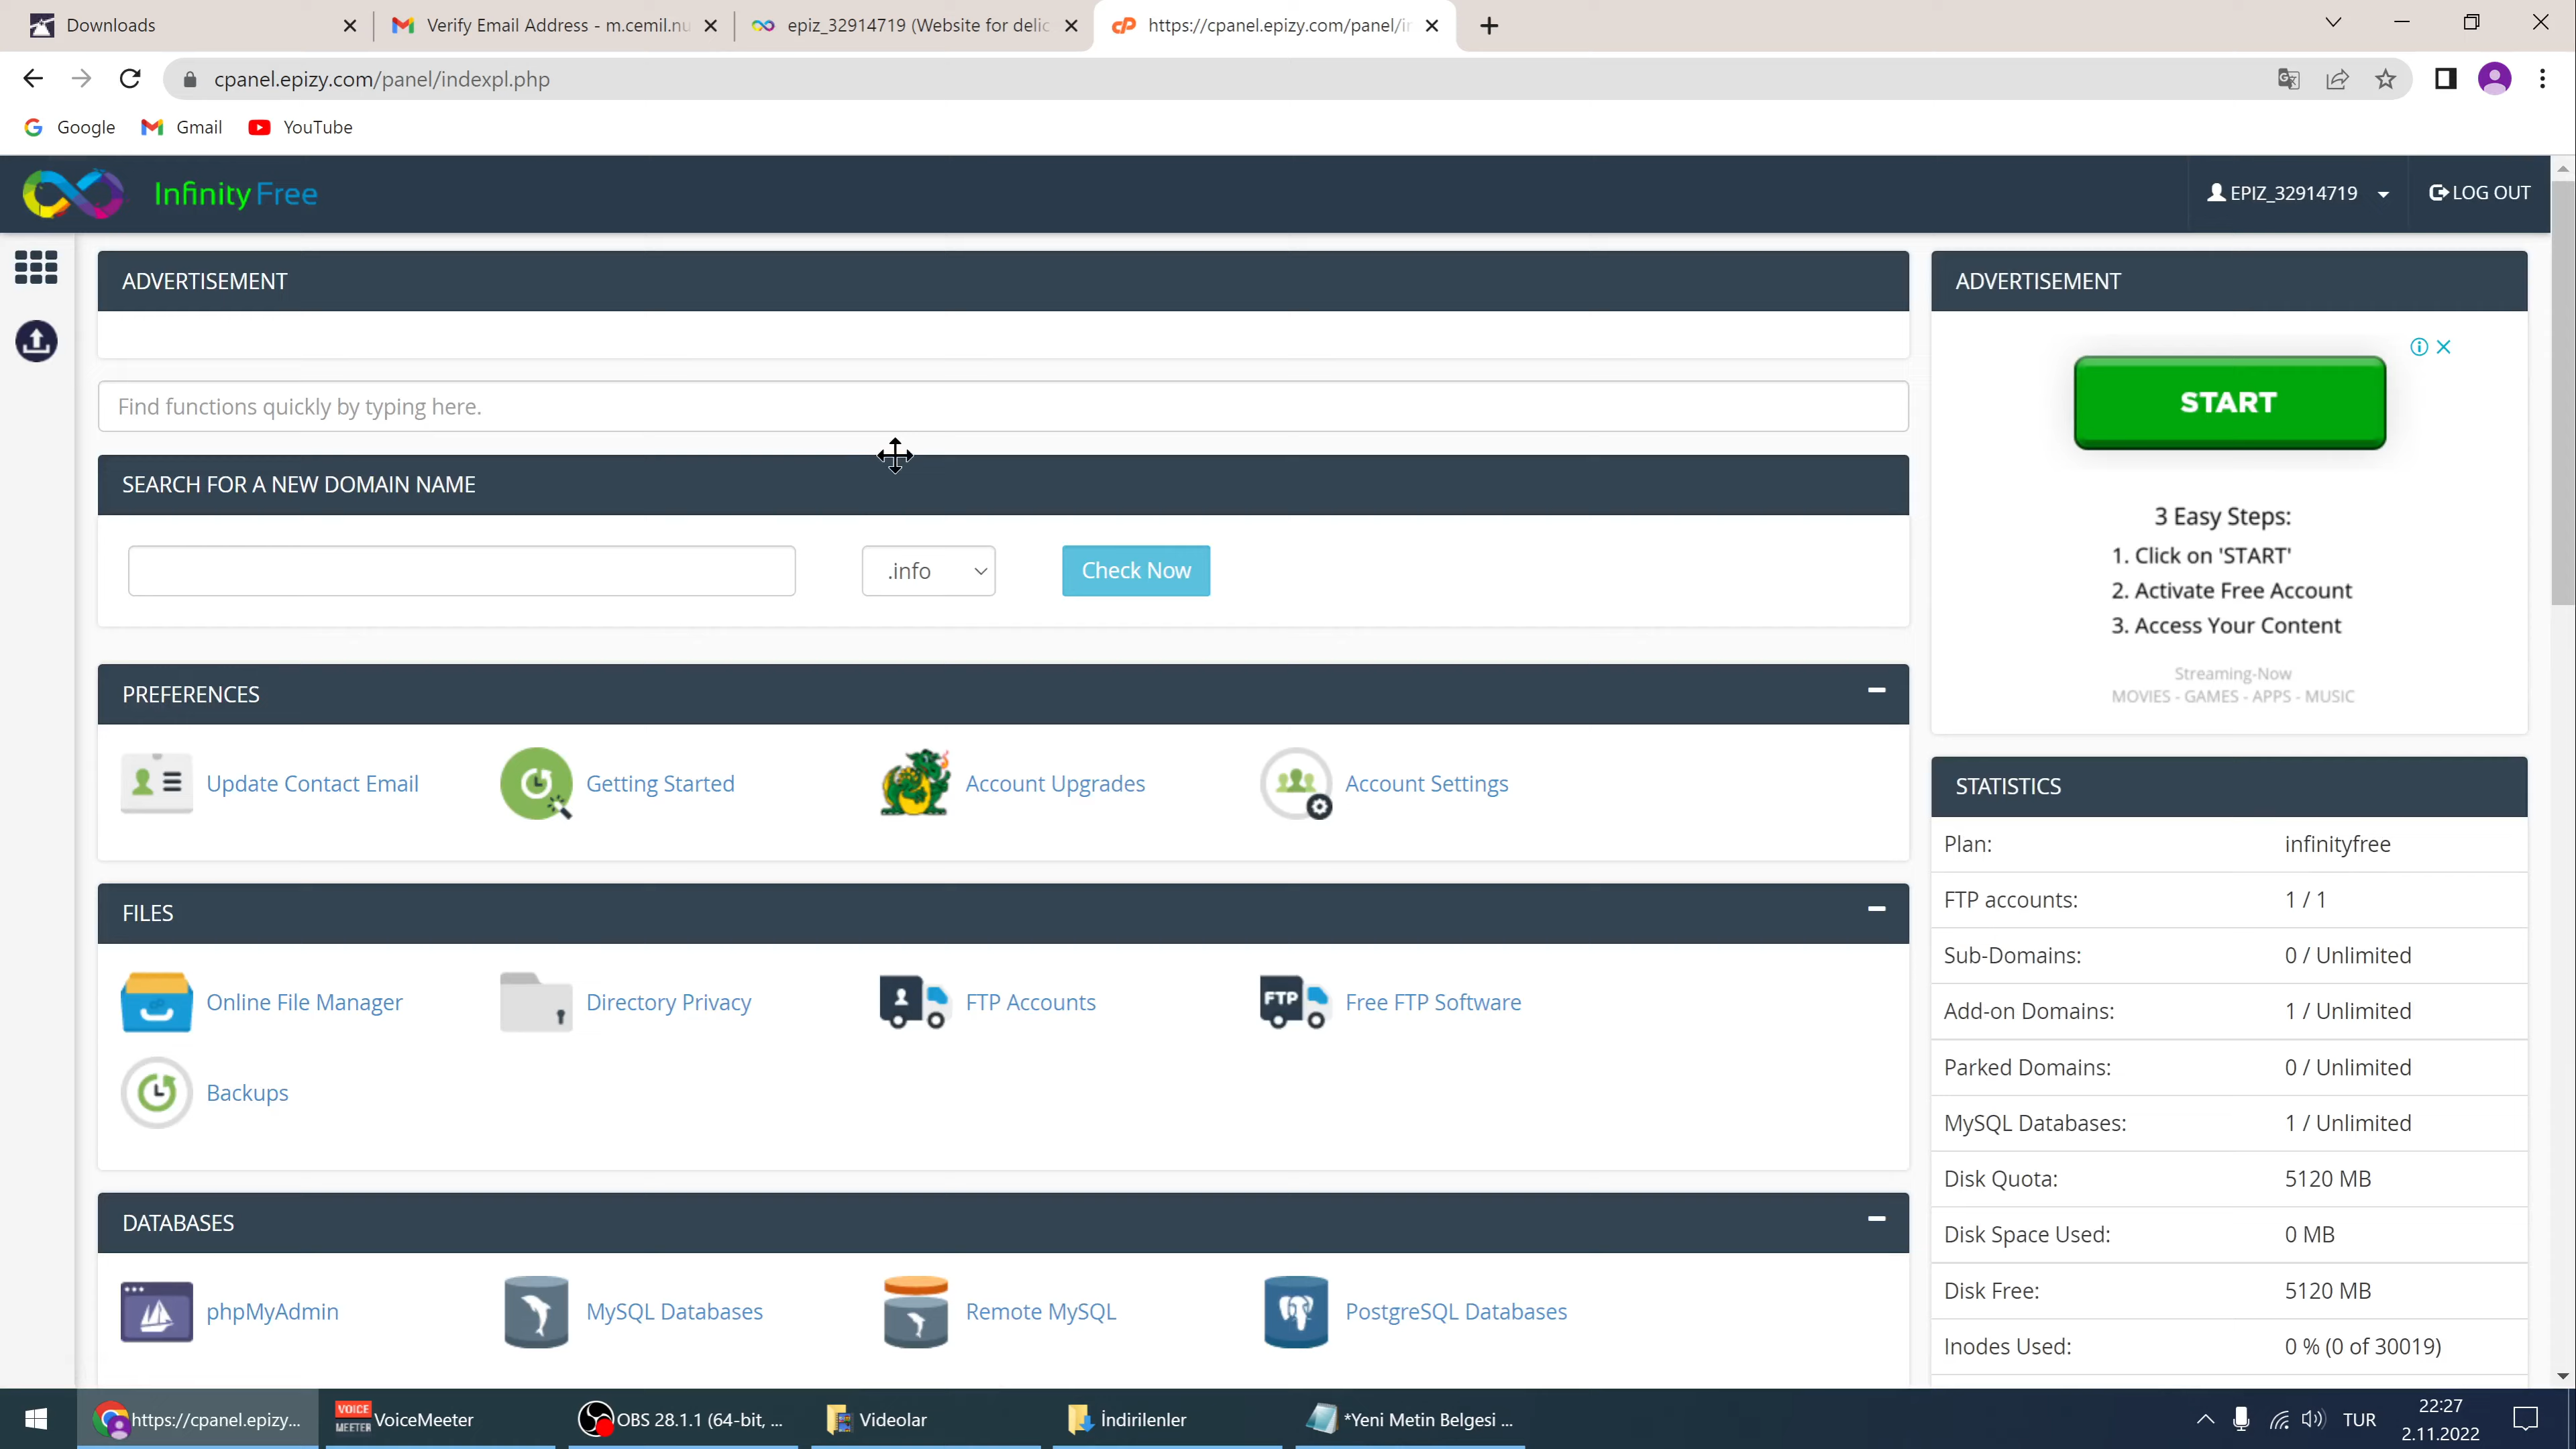 Downloads
Verify Email Address - m.cemil.nu
epiz_32914719 (Website for delic
https://cpanel.epizy.com/panel/in
cpanel.epizy.com/panel/indexpl.php
Google
Gmail
YouTube
InfinityFree
EPIZ_32914719
LOG OUT
ADVERTISEMENT
Find functions quickly by typing here.
SEARCH FOR A NEW DOMAIN NAME
.info
Check Now
PREFERENCES
Update Contact Email
Getting Started
Account Upgrades
Account Settings
FILES
Online File Manager
Directory Privacy
FTP Accounts
FTP
Free FTP Software
Backups
DATABASES
phpMyAdmin
MySQL Databases
Remote MySQL
PostgreSQL Databases
ADVERTISEMENT
START
3 Easy Steps:
1. Click on 'START'
2. Activate Free Account
3. Access Your Content
Streaming-Now
MOVIES - GAMES - APPS - MUSIC
STATISTICS
Plan: infinityfree
FTP accounts: 1 / 1
Sub-Domains: 0 / Unlimited
Add-on Domains: 1 / Unlimited
Parked Domains: 0 / Unlimited
MySQL Databases: 1 / Unlimited
Disk Quota: 5120 MB
Disk Space Used: 0 MB
Disk Free: 5120 MB
Inodes Used: 0 % (0 of 30019)
https://cpanel.epizy...
VOICE
MEETER
VoiceMeeter
OBS 28.1.1 (64-bit, ...
Videolar
İndirilenler
*Yeni Metin Belgesi ...
TUR
22:27
2.11.2022